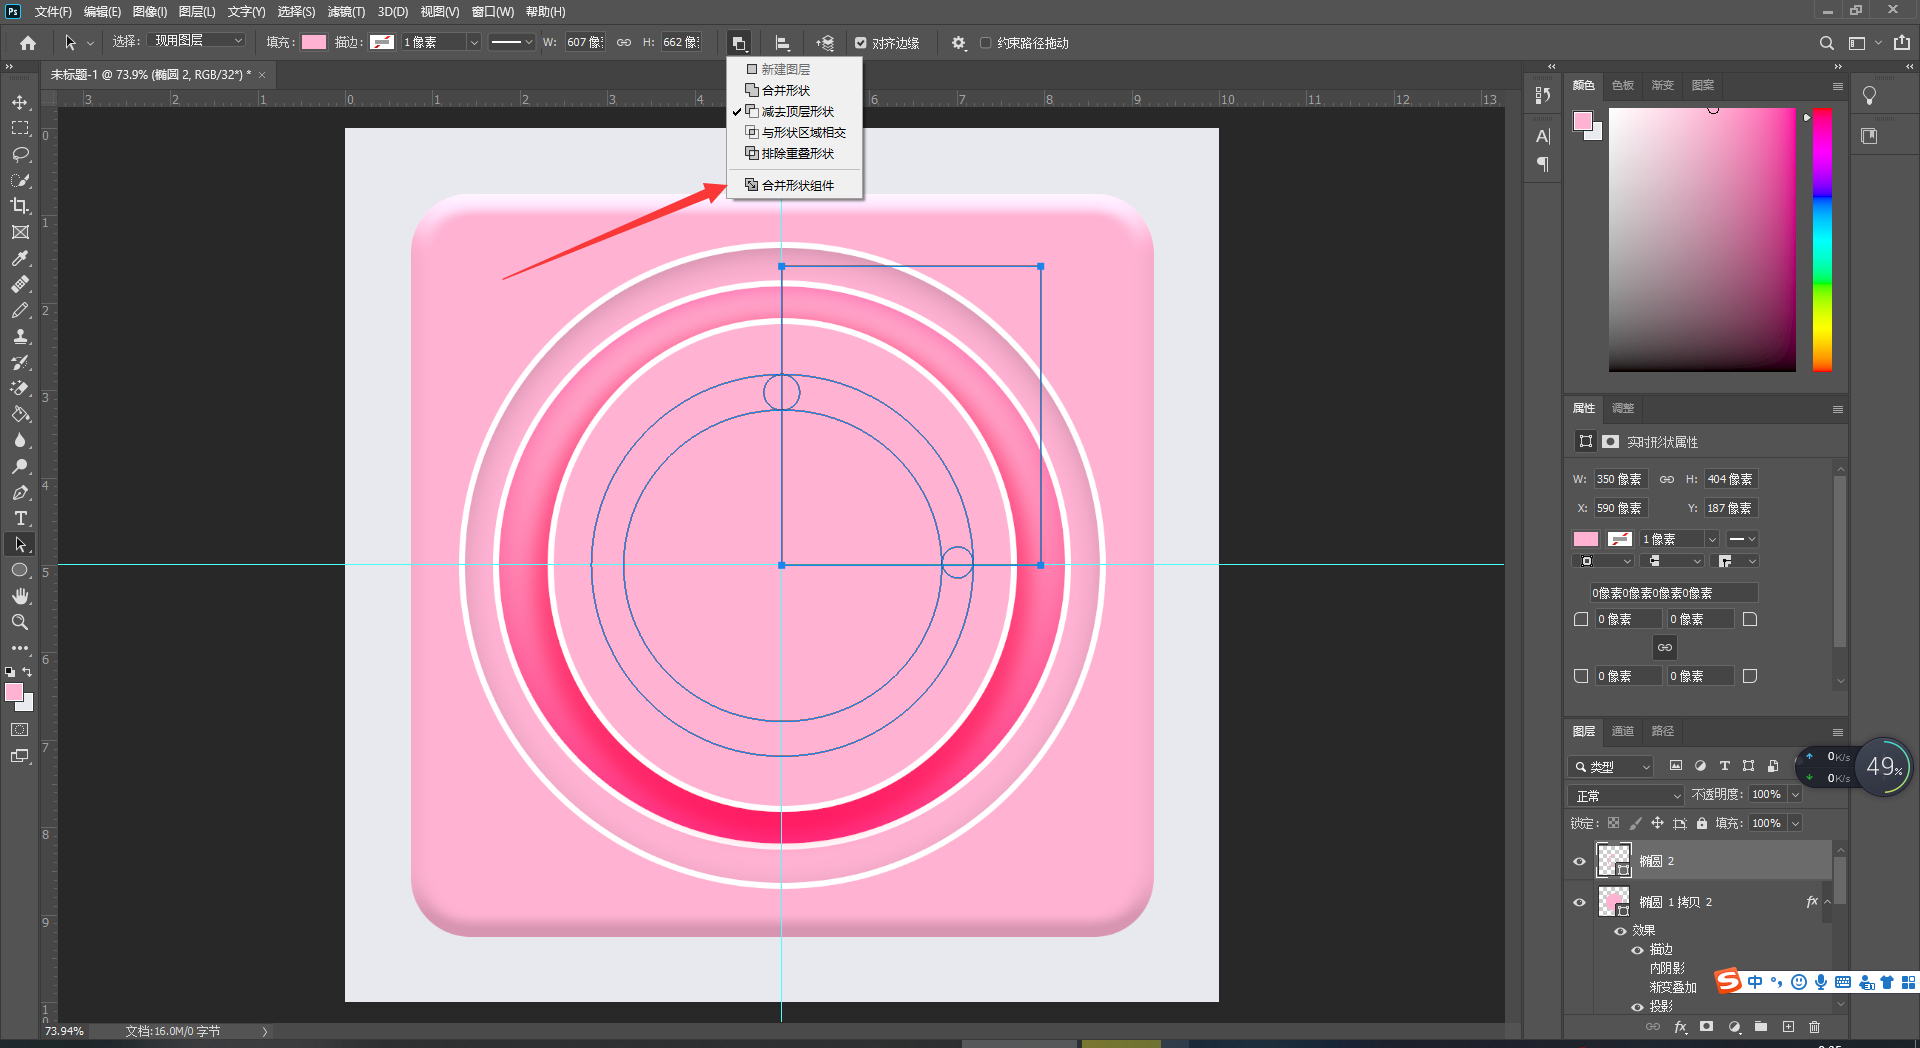 Ps 文件(F) 编辑(E) 图像(I) 图层(L) 文字(Y) 选择(S) 滤镜(T) 3D(D) 视图(V) 窗口(W) 帮助(H)
选择: 现用图层 填充: 描边: 1 像素 W: 607 像 H: 662 像 对齐边缘 约束路径拖动
未标题-1 @ 73.9% (椭圆 2, RGB/32*) * ×
新建图层
合并形状
减去顶层形状
与形状区域相交
排除重叠形状
合并形状组件
3 2 1 0 1 2 3 4 6 7 8 9 10 11 12 13
0
1
2
3
4
5
6
7
8
9
1
0
颜色 色板 渐变 图案
属性 调整
实时形状属性
W: 350 像素 H: 404 像素
X: 590 像素 Y: 187 像素
1 像素
0像素0像素0像素0像素
0 像素 0 像素
0 像素 0 像素
图层 通道 路径
类型
正常 不透明度: 100%
锁定: 填充: 100%
0K/s
0K/s
49%
椭圆 2
椭圆 1 拷贝 2 fx
效果
描边
内阴影
渐变叠加
投影
S 中
fx
73.94% 文档:16.0M/0 字节